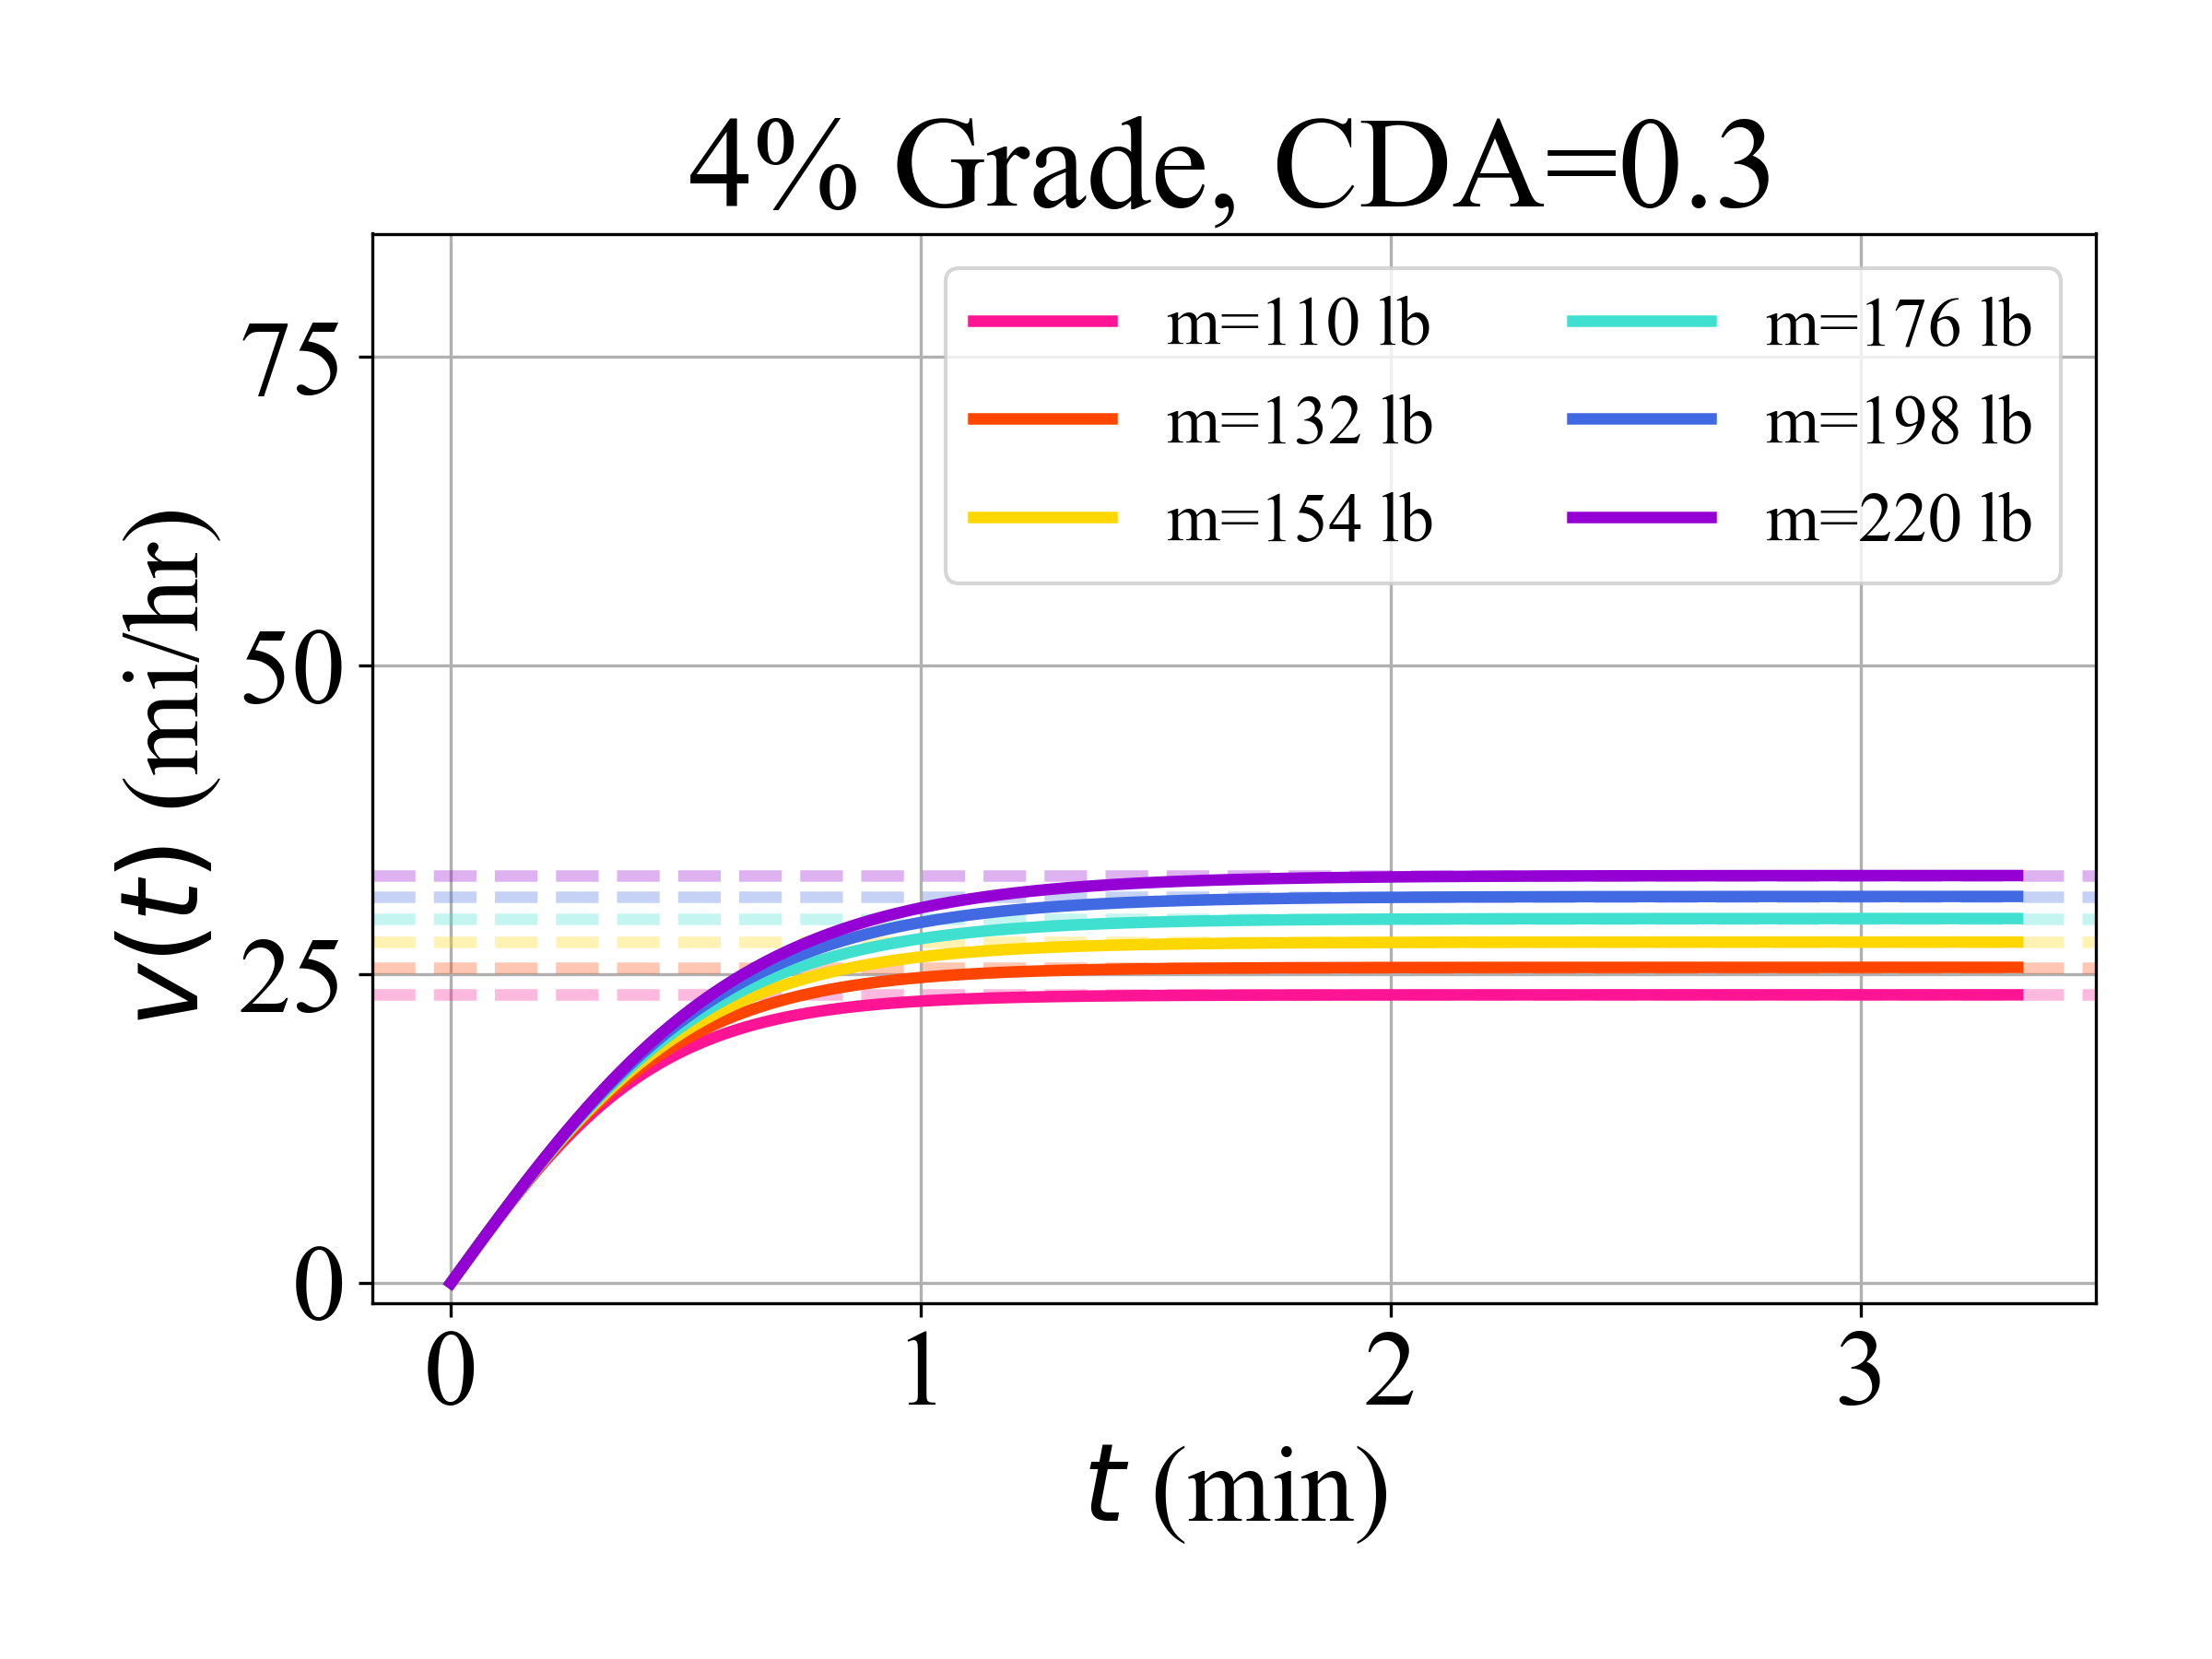 4% Grade, CDA=0.3
m=110 lb
m=132 lb
m=154 lb
m=176 lb
m=198 lb
m=220 lb
v(t) (mi/hr)
75
50
25
0
0 1 2 3
t (min)